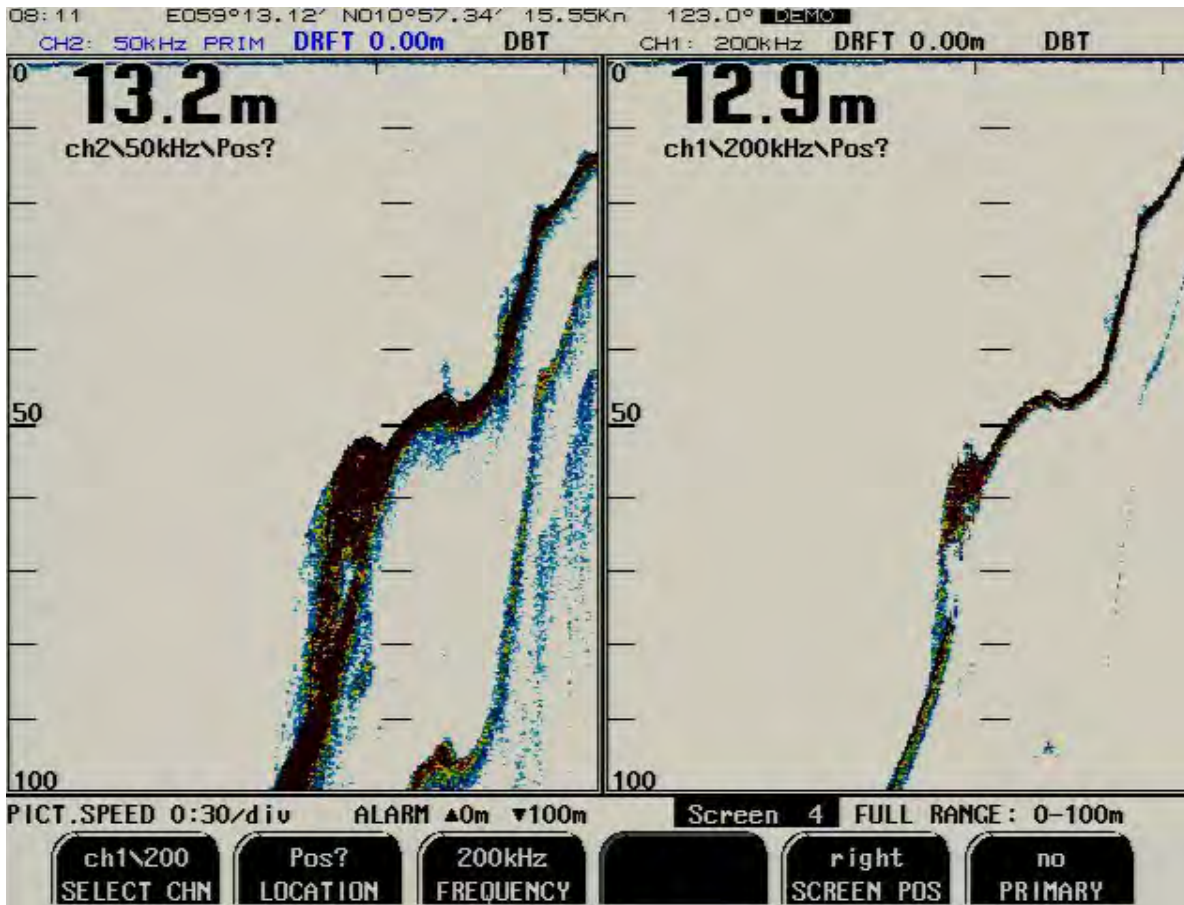 08:11 E059°13.12′ N010°57.34′ 15.55Kn 123.0° DEMO
CH2: 50kHz PRIM DRFT 0.00m DBT
CH1: 200kHz DRFT 0.00m DBT
0
13.2m
ch2\50kHz\Pos?
50
100
0
12.9m
ch1\200kHz\Pos?
50
100
PICT.SPEED 0:30/div ALARM ▲0m ▼100m Screen 4 FULL RANGE: 0-100m
ch1\200
SELECT CHN
Pos?
LOCATION
200kHz
FREQUENCY
right
SCREEN POS
no
PRIMARY